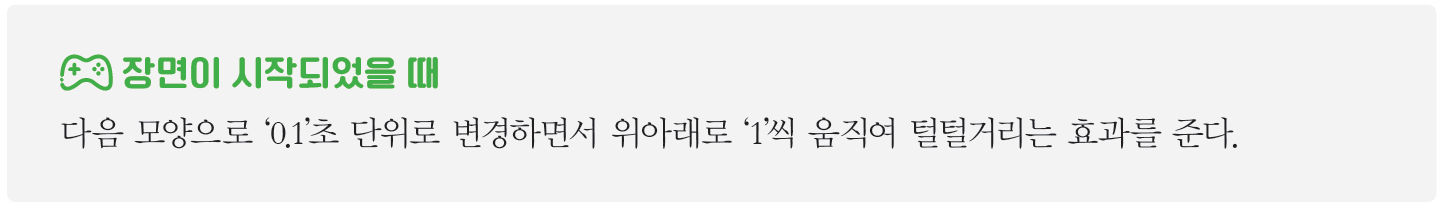 장면이 시작되었을 때
다음 모양으로 ‘0.1’초 단위로 변경하면서 위아래로 ‘1’씩 움직여 털털거리는 효과를 준다.